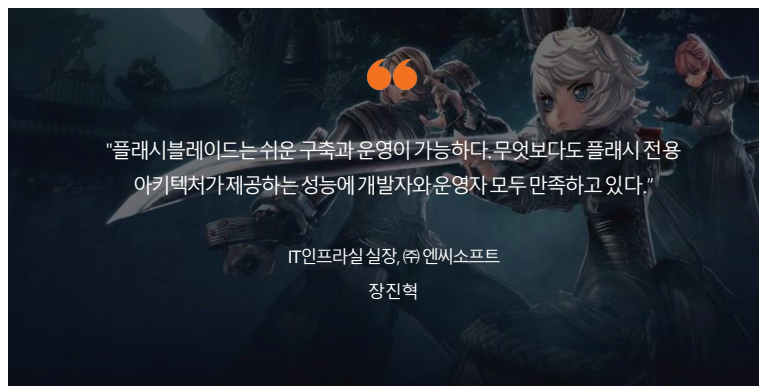 "플래시블레이드는 쉬운 구축과 운영이 가능하다. 무엇보다도 플래시 전용
아키텍처가 제공하는 성능에 개발자와 운영자 모두 만족하고 있다."
IT인프라실 실장, ㈜ 엔씨소프트
장진혁